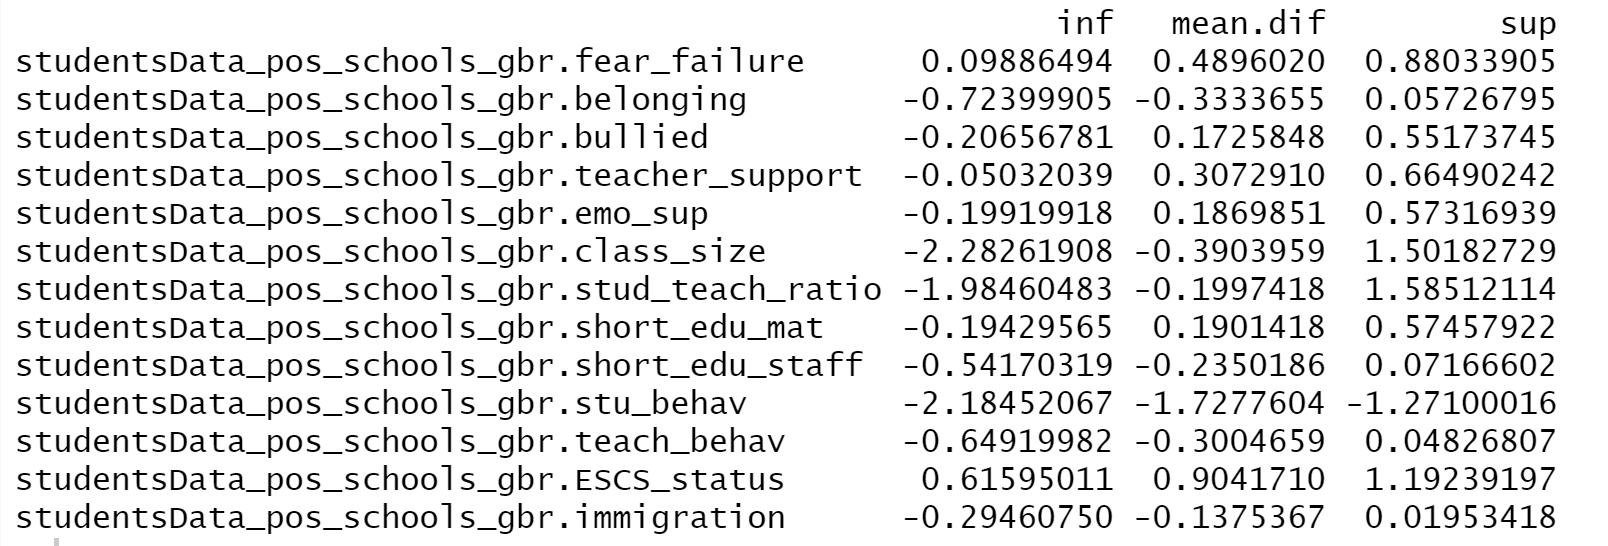 inf mean.dif sup
studentsData_pos_schools_gbr.fear_failure 0.09886494 0.4896020 0.88033905
studentsData_pos_schools_gbr.belonging -0.72399905 -0.3333655 0.05726795
studentsData_pos_schools_gbr.bullied -0.20656781 0.1725848 0.55173745
studentsData_pos_schools_gbr.teacher_support -0.05032039 0.3072910 0.66490242
studentsData_pos_schools_gbr.emo_sup -0.19919918 0.1869851 0.57316939
studentsData_pos_schools_gbr.class_size -2.28261908 -0.3903959 1.50182729
studentsData_pos_schools_gbr.stud_teach_ratio -1.98460483 -0.1997418 1.58512114
studentsData_pos_schools_gbr.short_edu_mat -0.19429565 0.1901418 0.57457922
studentsData_pos_schools_gbr.short_edu_staff -0.54170319 -0.2350186 0.07166602
studentsData_pos_schools_gbr.stu_behav -2.18452067 -1.7277604 -1.27100016
studentsData_pos_schools_gbr.teach_behav -0.64919982 -0.3004659 0.04826807
studentsData_pos_schools_gbr.ESCS_status 0.61595011 0.9041710 1.19239197
studentsData_pos_schools_gbr.immigration -0.29460750 -0.1375367 0.01953418